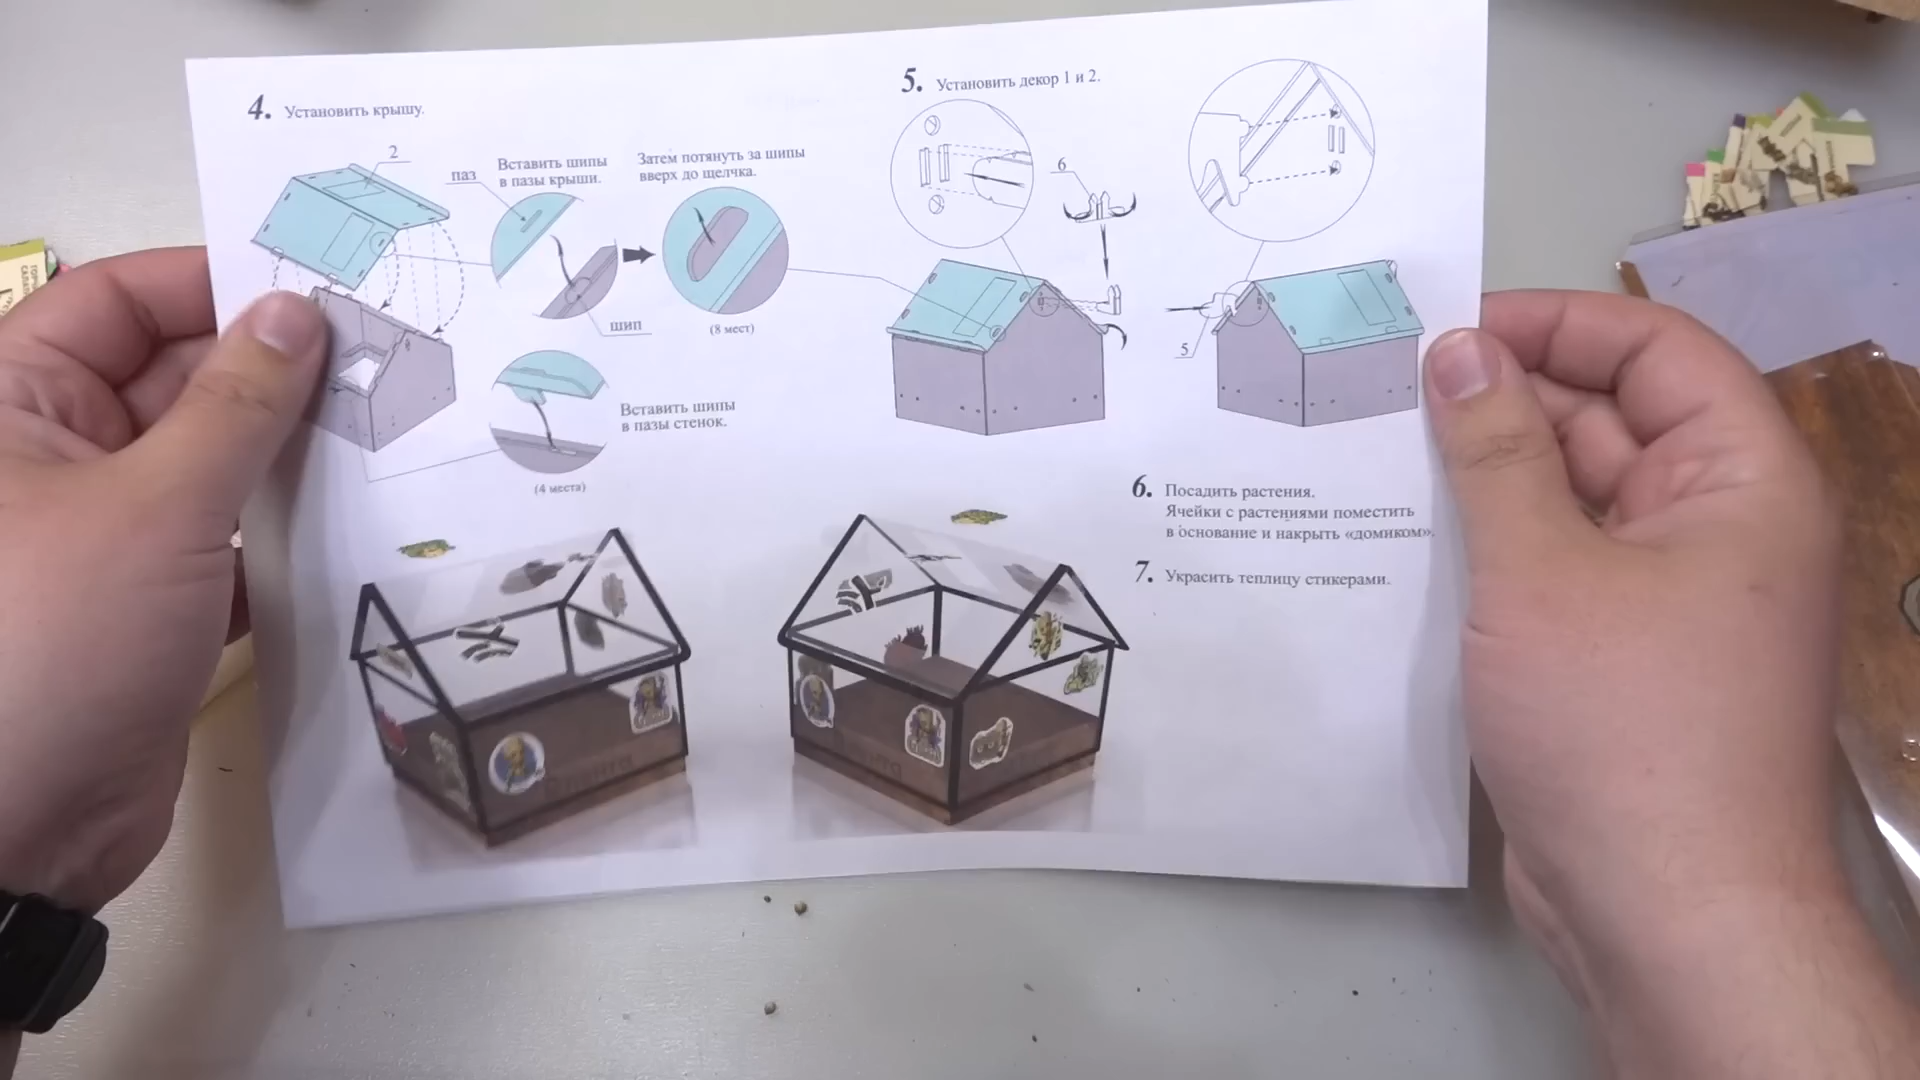 4. Установить крышу.
2
паз
Вставить шипы
в пазы крыши.
Затем потянуть за шипы
вверх до щелчка.
шип
(8 мест)
Вставить шипы
в пазы стенок.
(4 места)
5. Установить декор 1 и 2.
6
5
6. Посадить растения.
Ячейки с растениями поместить
в основание и накрыть «домиком».
7. Украсить теплицу стикерами.